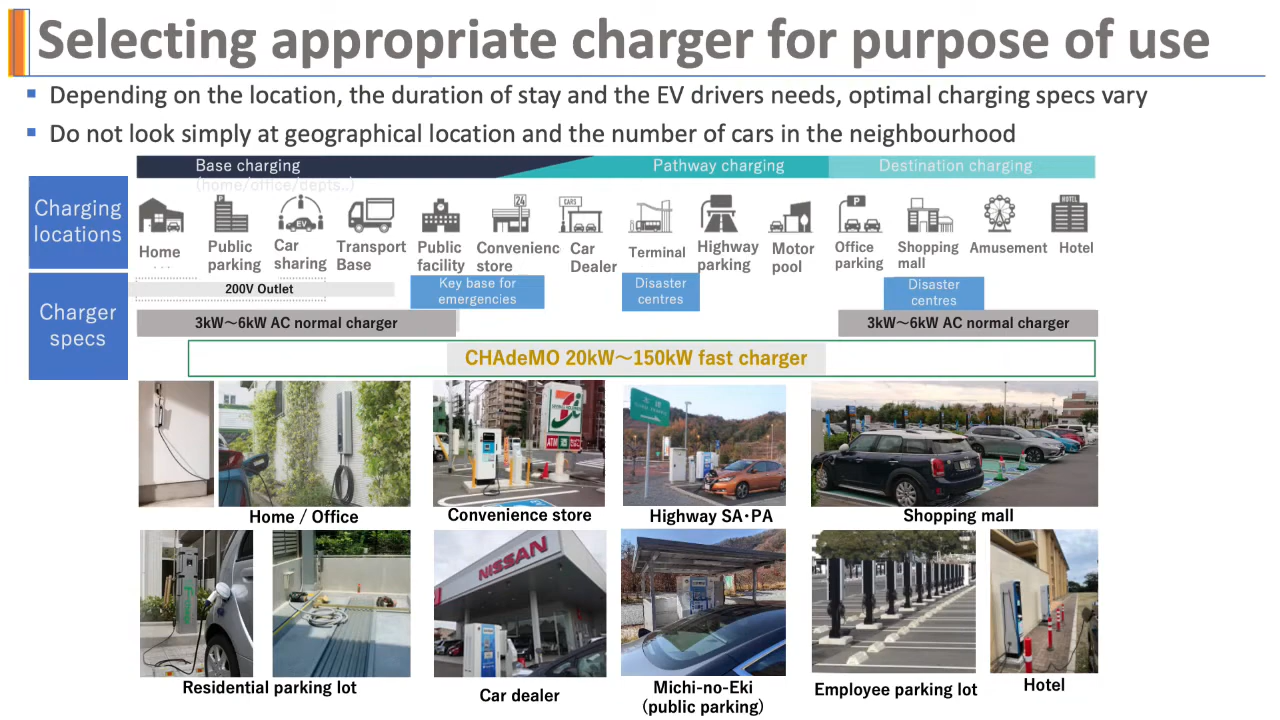 Selecting appropriate charger for purpose of use
Depending on the location, the duration of stay and the EV drivers needs, optimal charging specs vary
Do not look simply at geographical location and the number of cars in the neighbourhood
Base charging
(home/office/depts..)
Pathway charging
Destination charging
Charging
locations
Home
. . .
Public
parking
Car
sharing
EV
Transport
Base
Public
facility
24
Convenienc
store
CARS
Car
Dealer
Terminal
Highway
parking
Motor
pool
P
Office
parking
Shopping
mall
Amusement
HOTEL
Hotel
Charger
specs
200V Outlet
Key base for
emergencies
Disaster
centres
Disaster
centres
3kW～6kW AC normal charger
3kW～6kW AC normal charger
CHAdeMO 20kW～150kW fast charger
Home / Office
ATM
Convenience store
Highway SA･PA
Shopping mall
Residential parking lot
NISSAN
Car dealer
Michi-no-Eki
(public parking)
Employee parking lot
Hotel